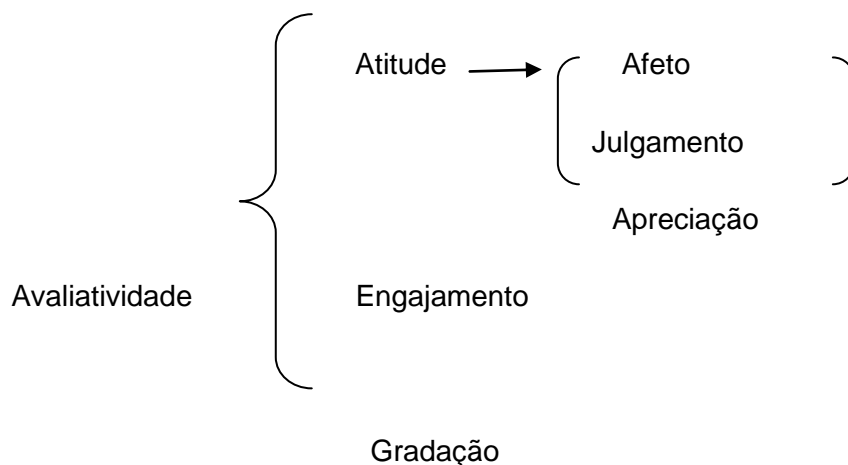 Atitude Afeto
Julgamento
Apreciação
Avaliatividade Engajamento
Gradação